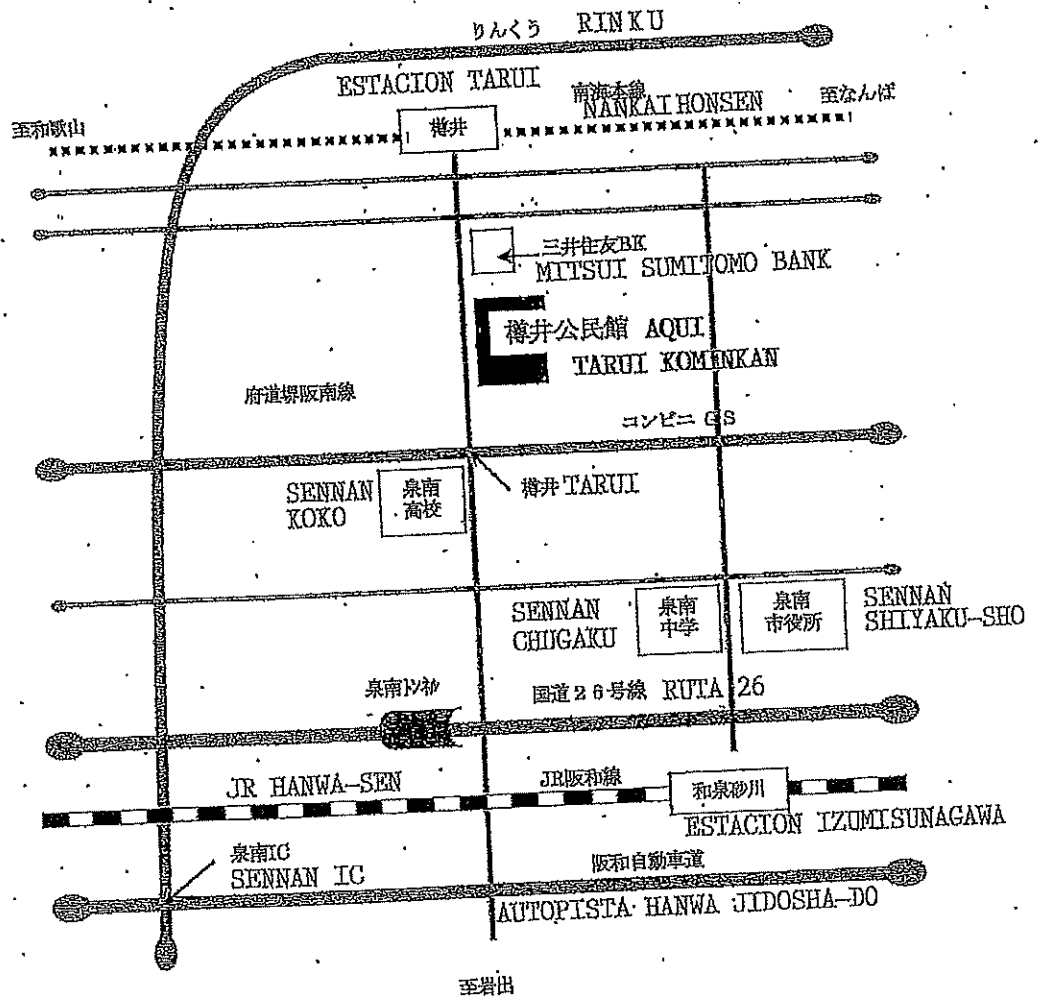 りんくう RINKU
ESTACION TARUI
南海本線
NANKAI HONSEN
至なんば
至和歌山
樽井
三井住友BK
MITSUI SUMITOMO BANK
樽井公民館 AQUI
TARUI KOMINKAN
府道堺阪南線
コンビニ GS
樽井 TARUI
SENNAN
KOKO
泉南
高校
SENNAN
CHUGAKU
泉南
中学
泉南
市役所
SENNAN
SHIYAKU-SHO
泉南トンネル
国道26号線 RUTA 26
JR HANWA-SEN
JR阪和線
和泉砂川
ESTACION IZUMISUNAGAWA
泉南IC
SENNAN IC
阪和自動車道
AUTOPISTA HANWA JIDOSHA-DO
至岩出